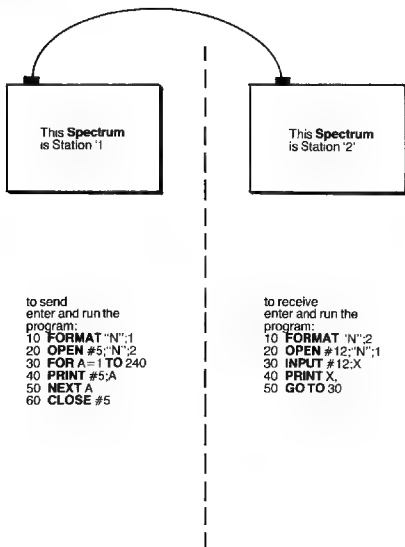 This Spectrum
is Station '1
to send
enter and run the
program:
10 FORMAT "N";1
20 OPEN #5;"N";2
30 FOR A=1 TO 240
40 PRINT #5;A
50 NEXT A
60 CLOSE #5
This Spectrum
is Station '2'
to receive
enter and run the
program:
10 FORMAT 'N";2
20 OPEN #12;"N";1
30 INPUT #12;X
40 PRINT X,
50 GO TO 30